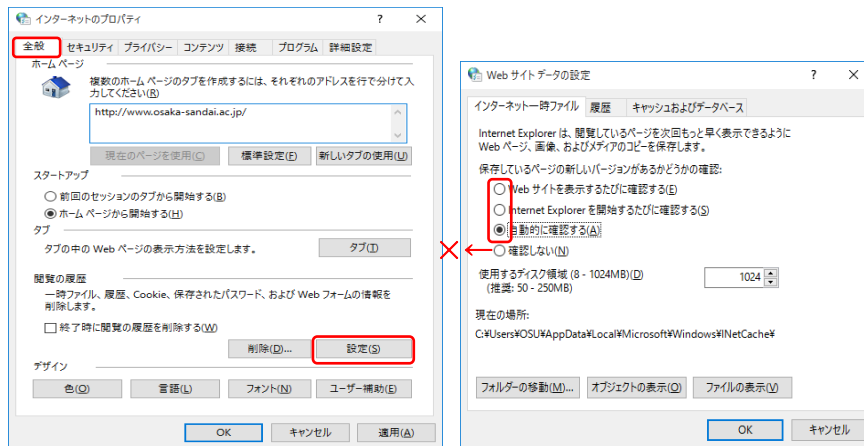 インターネットのプロパティ
全般 セキュリティ プライバシー コンテンツ 接続 プログラム 詳細設定
ホーム ページ
複数のホーム ページのタブを作成するには、それぞれのアドレスを行で分けて入
力してください(R)
http://www.osaka-sandai.ac.jp/
現在のページを使用(C) 標準設定(F) 新しいタブの使用(U)
スタートアップ
前回のセッションのタブから開始する(B)
ホーム ページから開始する(H)
タブ
タブの中の Web ページの表示方法を設定します。 タブ(T)
閲覧の履歴
一時ファイル、履歴、Cookie、保存されたパスワード、および Web フォームの情報を
削除します。
終了時に閲覧の履歴を削除する(W)
削除(D)... 設定(S)
デザイン
色(O) 言語(L) フォント(N) ユーザー補助(E)
OK キャンセル 適用(A)
Web サイト データの設定
インターネット一時ファイル 履歴 キャッシュおよびデータベース
Internet Explorer は、閲覧しているページを次回もっと早く表示できるように
Web ページ、画像、およびメディアのコピーを保存します。
保存しているページの新しいバージョンがあるかどうかの確認:
Web サイトを表示するたびに確認する(E)
Internet Explorer を開始するたびに確認する(S)
自動的に確認する(A)
確認しない(N)
使用するディスク領域 (8 - 1024MB)(D) 1024
(推奨: 50 - 250MB)
現在の場所:
C:¥Users¥OSU¥AppData¥Local¥Microsoft¥Windows¥INetCache¥
フォルダーの移動(M)... オブジェクトの表示(O) ファイルの表示(V)
OK キャンセル